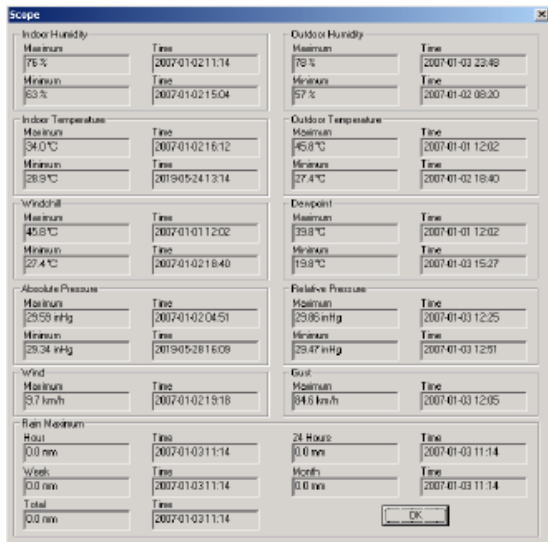 Scope
Indoor Humidity
Maximum Time
76 % 2007-01-02 11:14
Minimum Time
63 % 2007-01-02 15:04
Outdoor Humidity
Maximum Time
78 % 2007-01-03 23:48
Minimum Time
57 % 2007-01-02 08:20
Indoor Temperature
Maximum Time
34.0 °C 2007-01-02 16:12
Minimum Time
28.9 °C 2019-05-24 13:14
Outdoor Temperature
Maximum Time
45.8 °C 2007-01-01 12:02
Minimum Time
27.4 °C 2007-01-02 18:40
Windchill
Maximum Time
45.8 °C 2007-01-01 12:02
Minimum Time
27.4 °C 2007-01-02 18:40
Dewpoint
Maximum Time
39.8 °C 2007-01-01 12:02
Minimum Time
19.8 °C 2007-01-03 15:27
Absolute Pressure
Maximum Time
29.59 inHg 2007-01-02 04:51
Minimum Time
29.34 inHg 2019-05-28 16:09
Relative Pressure
Maximum Time
29.86 inHg 2007-01-03 12:25
Minimum Time
29.47 inHg 2007-01-03 12:51
Wind
Maximum Time
9.7 km/h 2007-01-02 19:18
Gust
Maximum Time
84.6 km/h 2007-01-03 12:05
Rain Maximum
Hour Time 24 Hours Time
0.0 mm 2007-01-03 11:14 0.0 mm 2007-01-03 11:14
Week Time Month Time
0.0 mm 2007-01-03 11:14 0.0 mm 2007-01-03 11:14
Total Time
0.0 mm 2007-01-03 11:14
OK